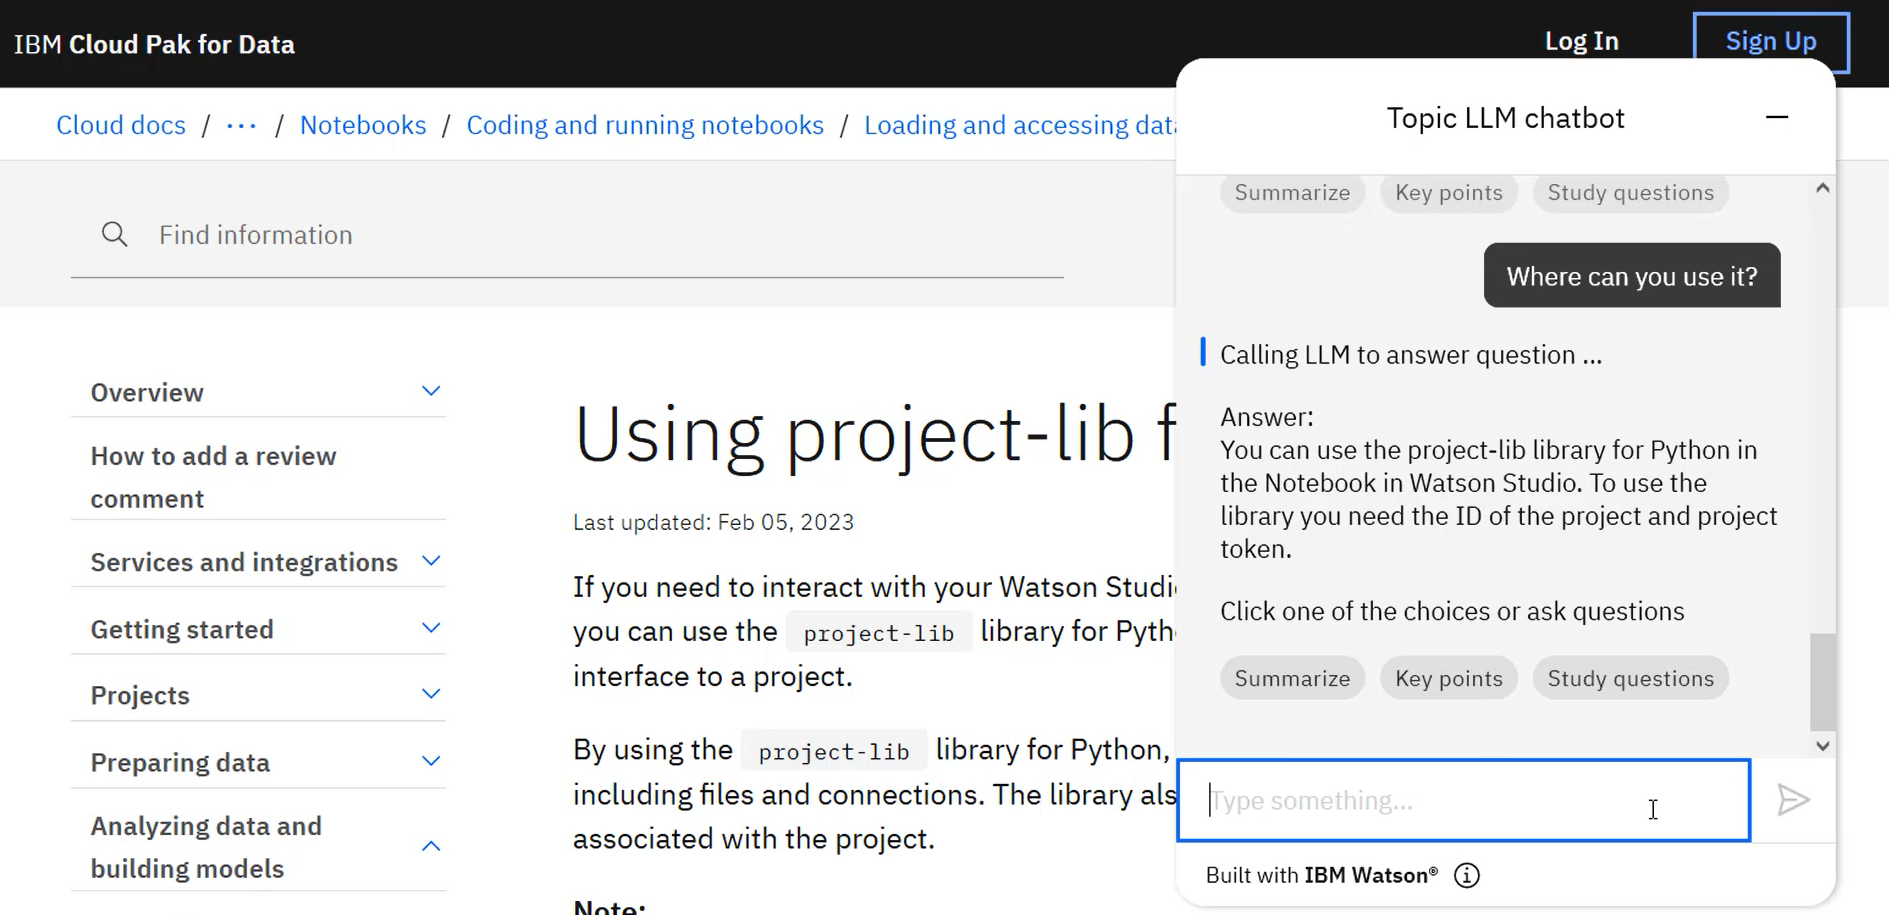 IBM Cloud Pak for Data
Log In
Sign Up
Cloud docs / ... / Notebooks / Coding and running notebooks / Loading and accessing data
Find information
Overview
How to add a review
comment
Services and integrations
Getting started
Projects
Preparing data
Analyzing data and
building models
Using project-lib f
Last updated: Feb 05, 2023
If you need to interact with your Watson Studi
you can use the project-lib library for Pyth
interface to a project.
By using the project-lib library for Python,
including files and connections. The library als
associated with the project.
Note:
Topic LLM chatbot
Summarize Key points Study questions
Where can you use it?
Calling LLM to answer question ...
Answer:
You can use the project-lib library for Python in
the Notebook in Watson Studio. To use the
library you need the ID of the project and project
token.
Click one of the choices or ask questions
Summarize Key points Study questions
Type something...
Built with IBM Watson®